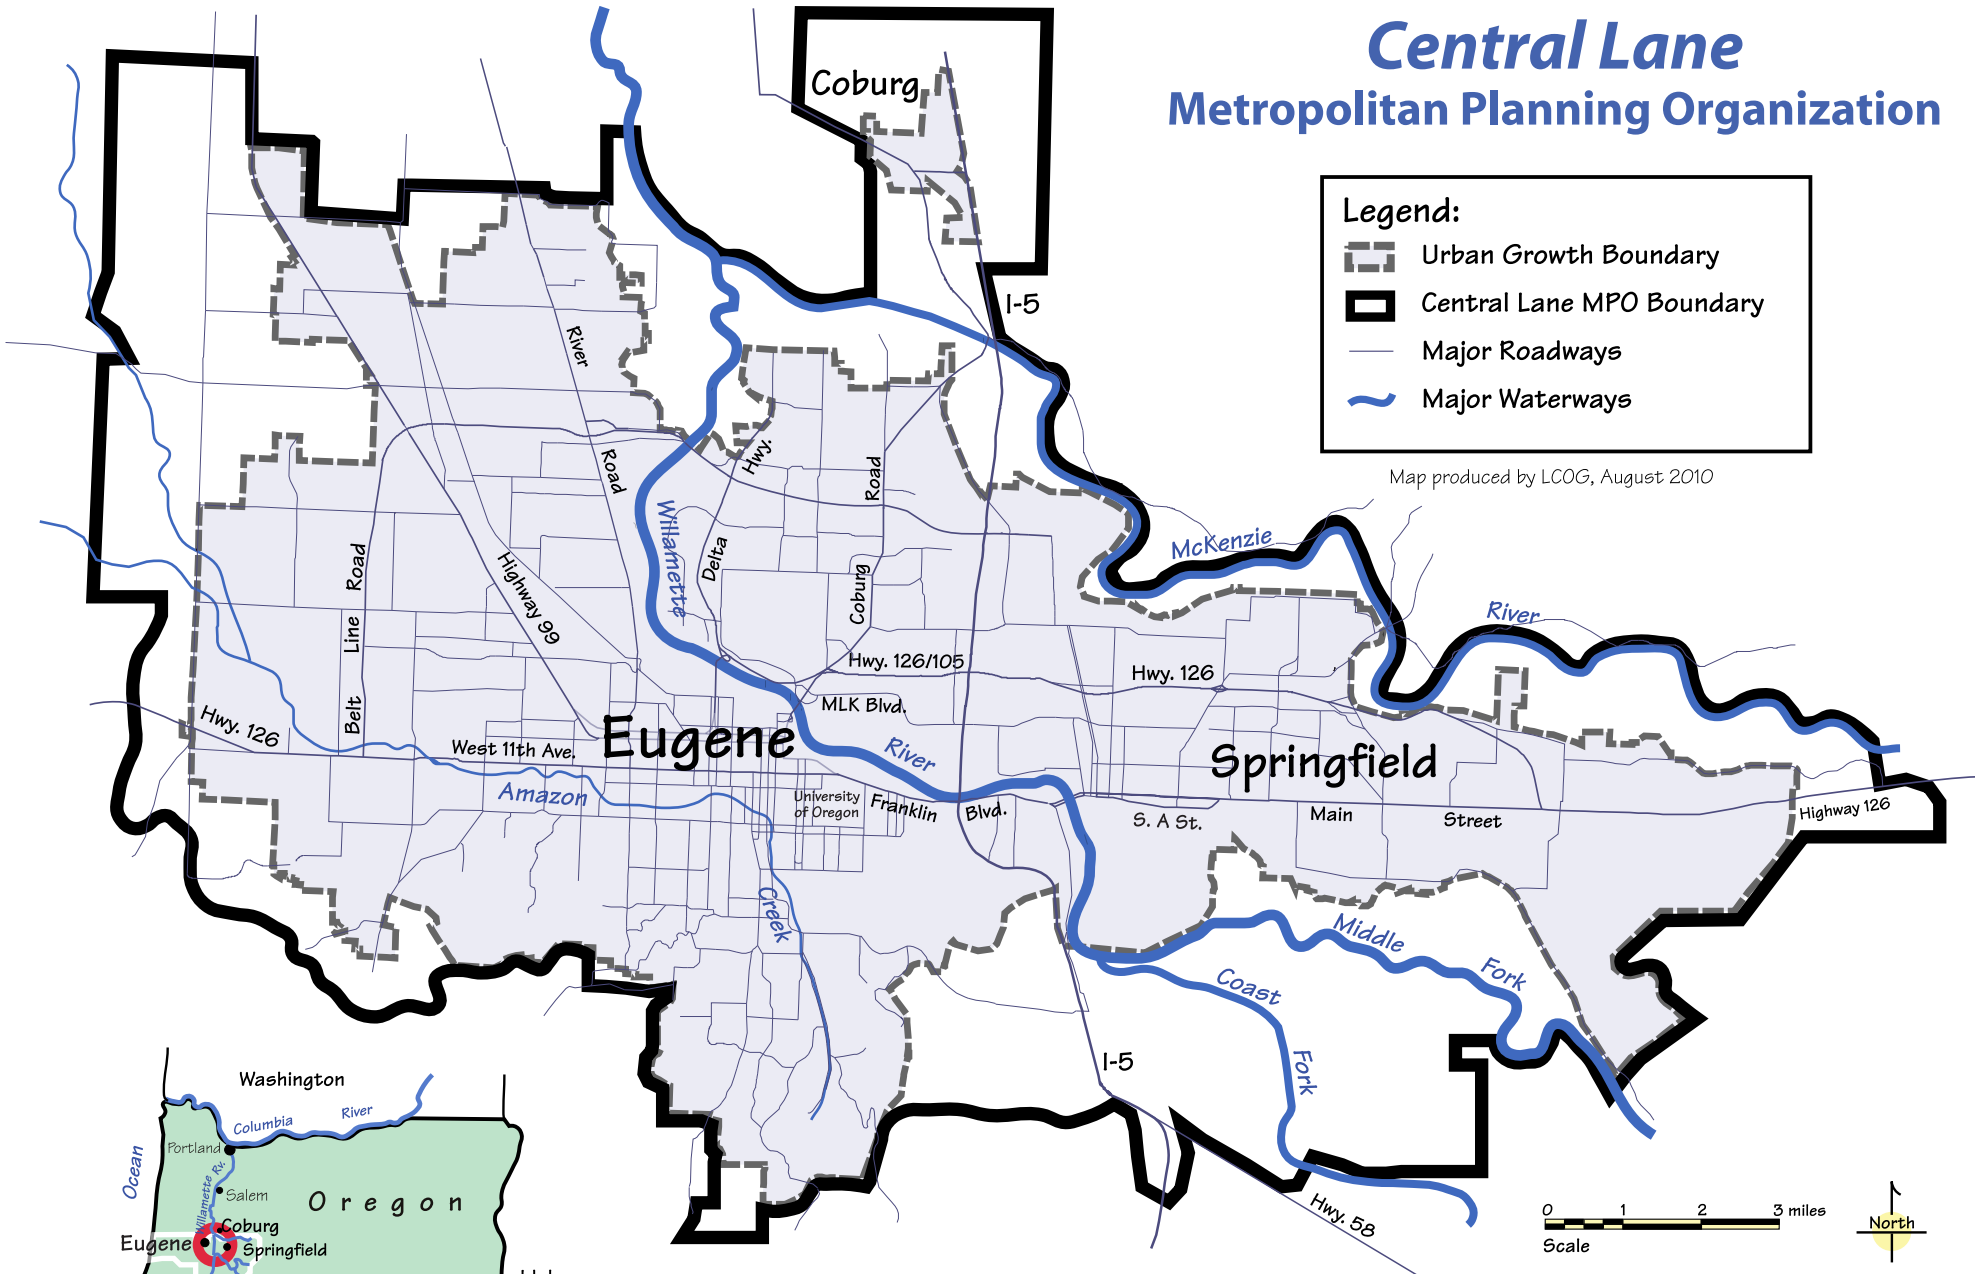 Central Lane
Metropolitan Planning Organization
Coburg
Legend:
Urban Growth Boundary
Central Lane MPO Boundary
Major Roadways
Major Waterways
Map produced by LCOG, August 2010
I-5
River
Road
Hwy.
Delta
Road
Coburg
Willamette
Highway 99
Belt Line Road
McKenzie
River
Hwy. 126/105
Hwy. 126
MLK Blvd.
Hwy. 126
West 11th Ave.
Eugene
River
Springfield
Amazon
University
of Oregon
Franklin Blvd.
S. A St.
Main Street
Highway 126
Creek
Middle Fork
Coast Fork
I-5
Hwy. 58
Washington
Columbia River
Ocean
Portland
Willamette Rv.
Salem
Oregon
Coburg
Eugene
Springfield
0 1 2 3 miles
Scale
North